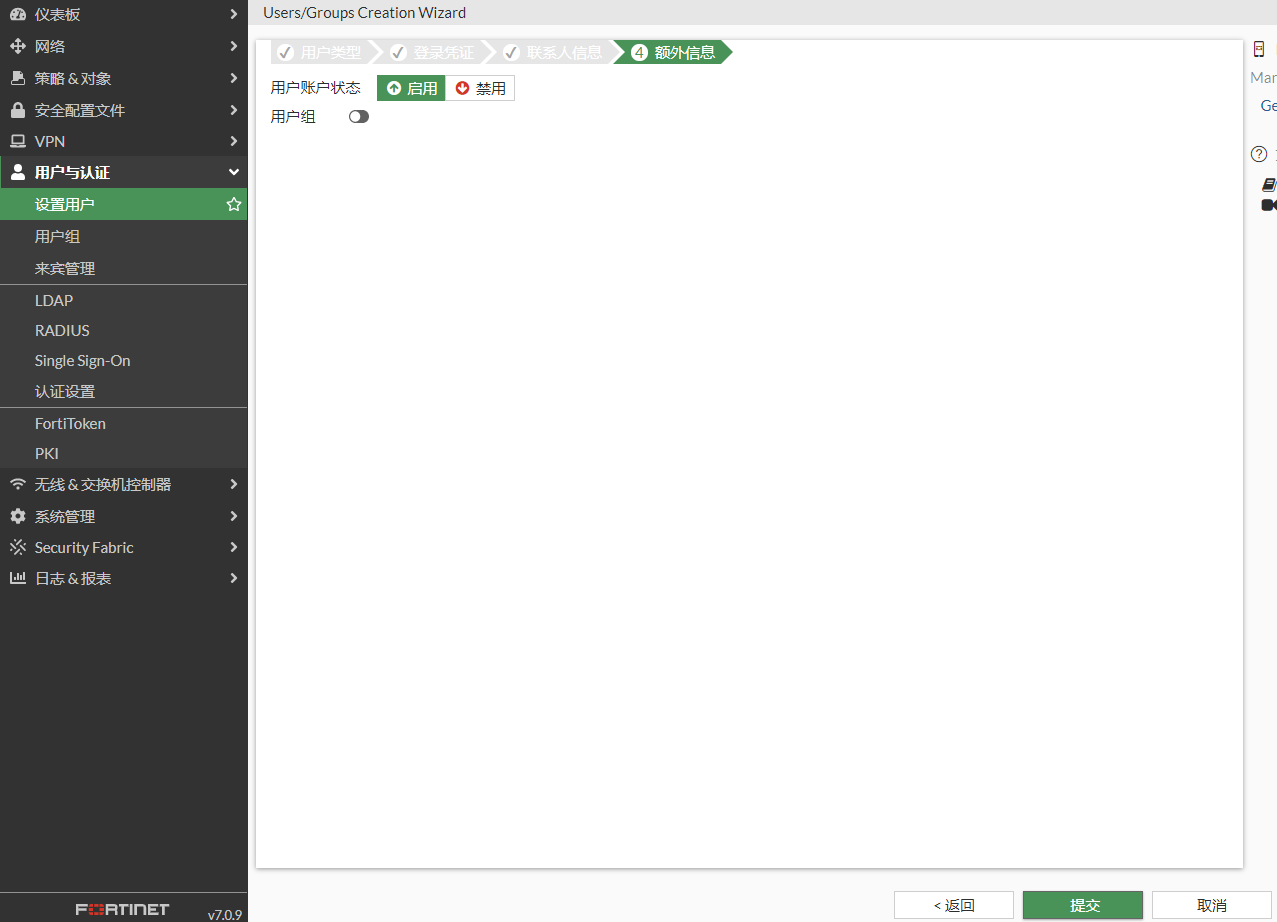 仪表板
网络
策略 & 对象
安全配置文件
VPN
用户与认证
设置用户
用户组
来宾管理
LDAP
RADIUS
Single Sign-On
认证设置
FortiToken
PKI
无线 & 交换机控制器
系统管理
Security Fabric
日志 & 报表
FORTINET
v7.0.9
Users/Groups Creation Wizard
用户类型 登录凭证 联系人信息 4 额外信息
用户账户状态 启用 禁用
用户组
< 返回 提交 取消
Mar
Ge